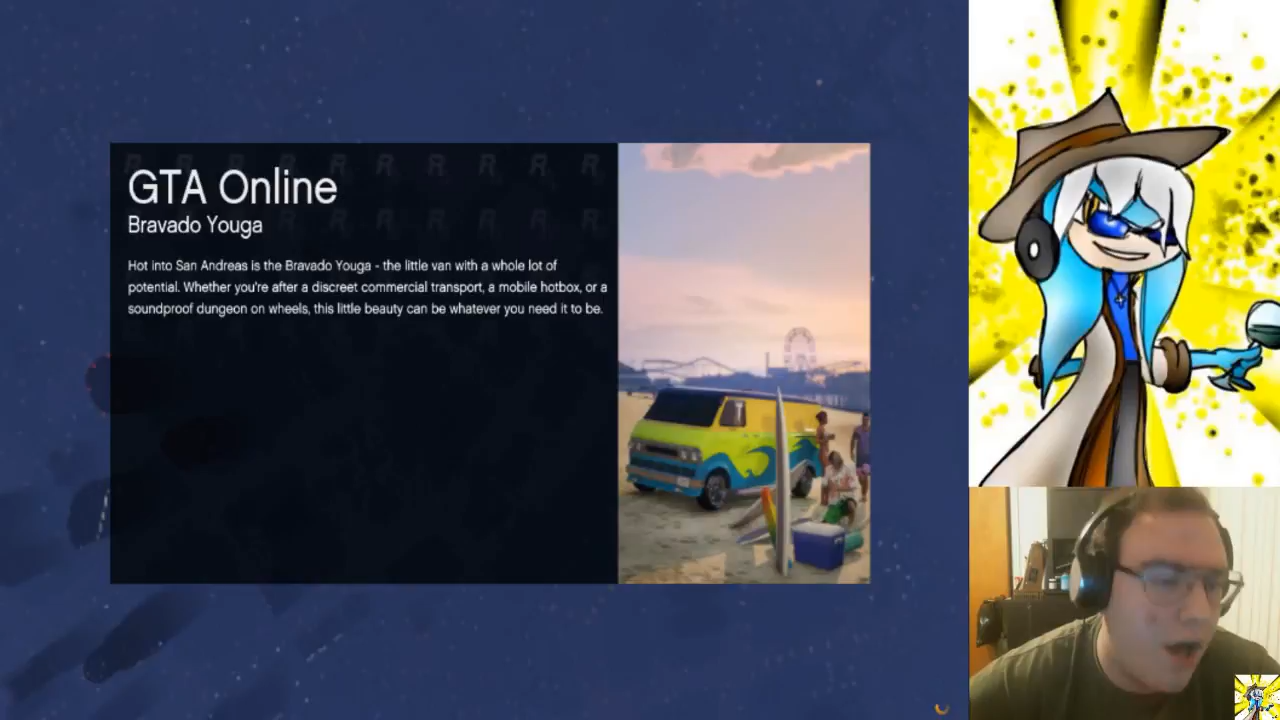 GTA Online
Bravado Youga
Hot into San Andreas is the Bravado Youga - the little van with a whole lot of
potential. Whether you're after a discreet commercial transport, a mobile hotbox, or a
soundproof dungeon on wheels, this little beauty can be whatever you need it to be.